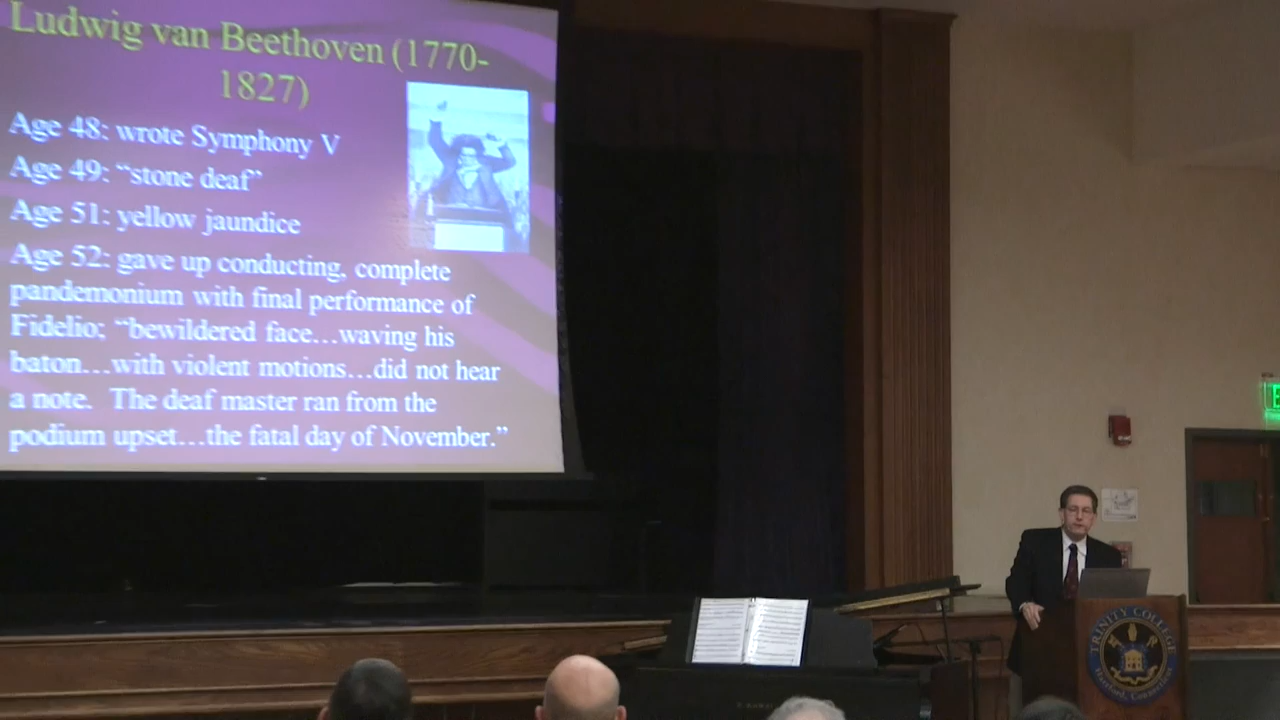 Ludwig van Beethoven (1770-
1827)
Age 48: wrote Symphony V
Age 49: “stone deaf”
Age 51: yellow jaundice
Age 52: gave up conducting, complete
pandemonium with final performance of
Fidelio; “bewildered face…waving his
baton…with violent motions…did not hear
a note. The deaf master ran from the
podium upset…the fatal day of November.”
TRINITY COLLEGE
Hartford, Connecticut